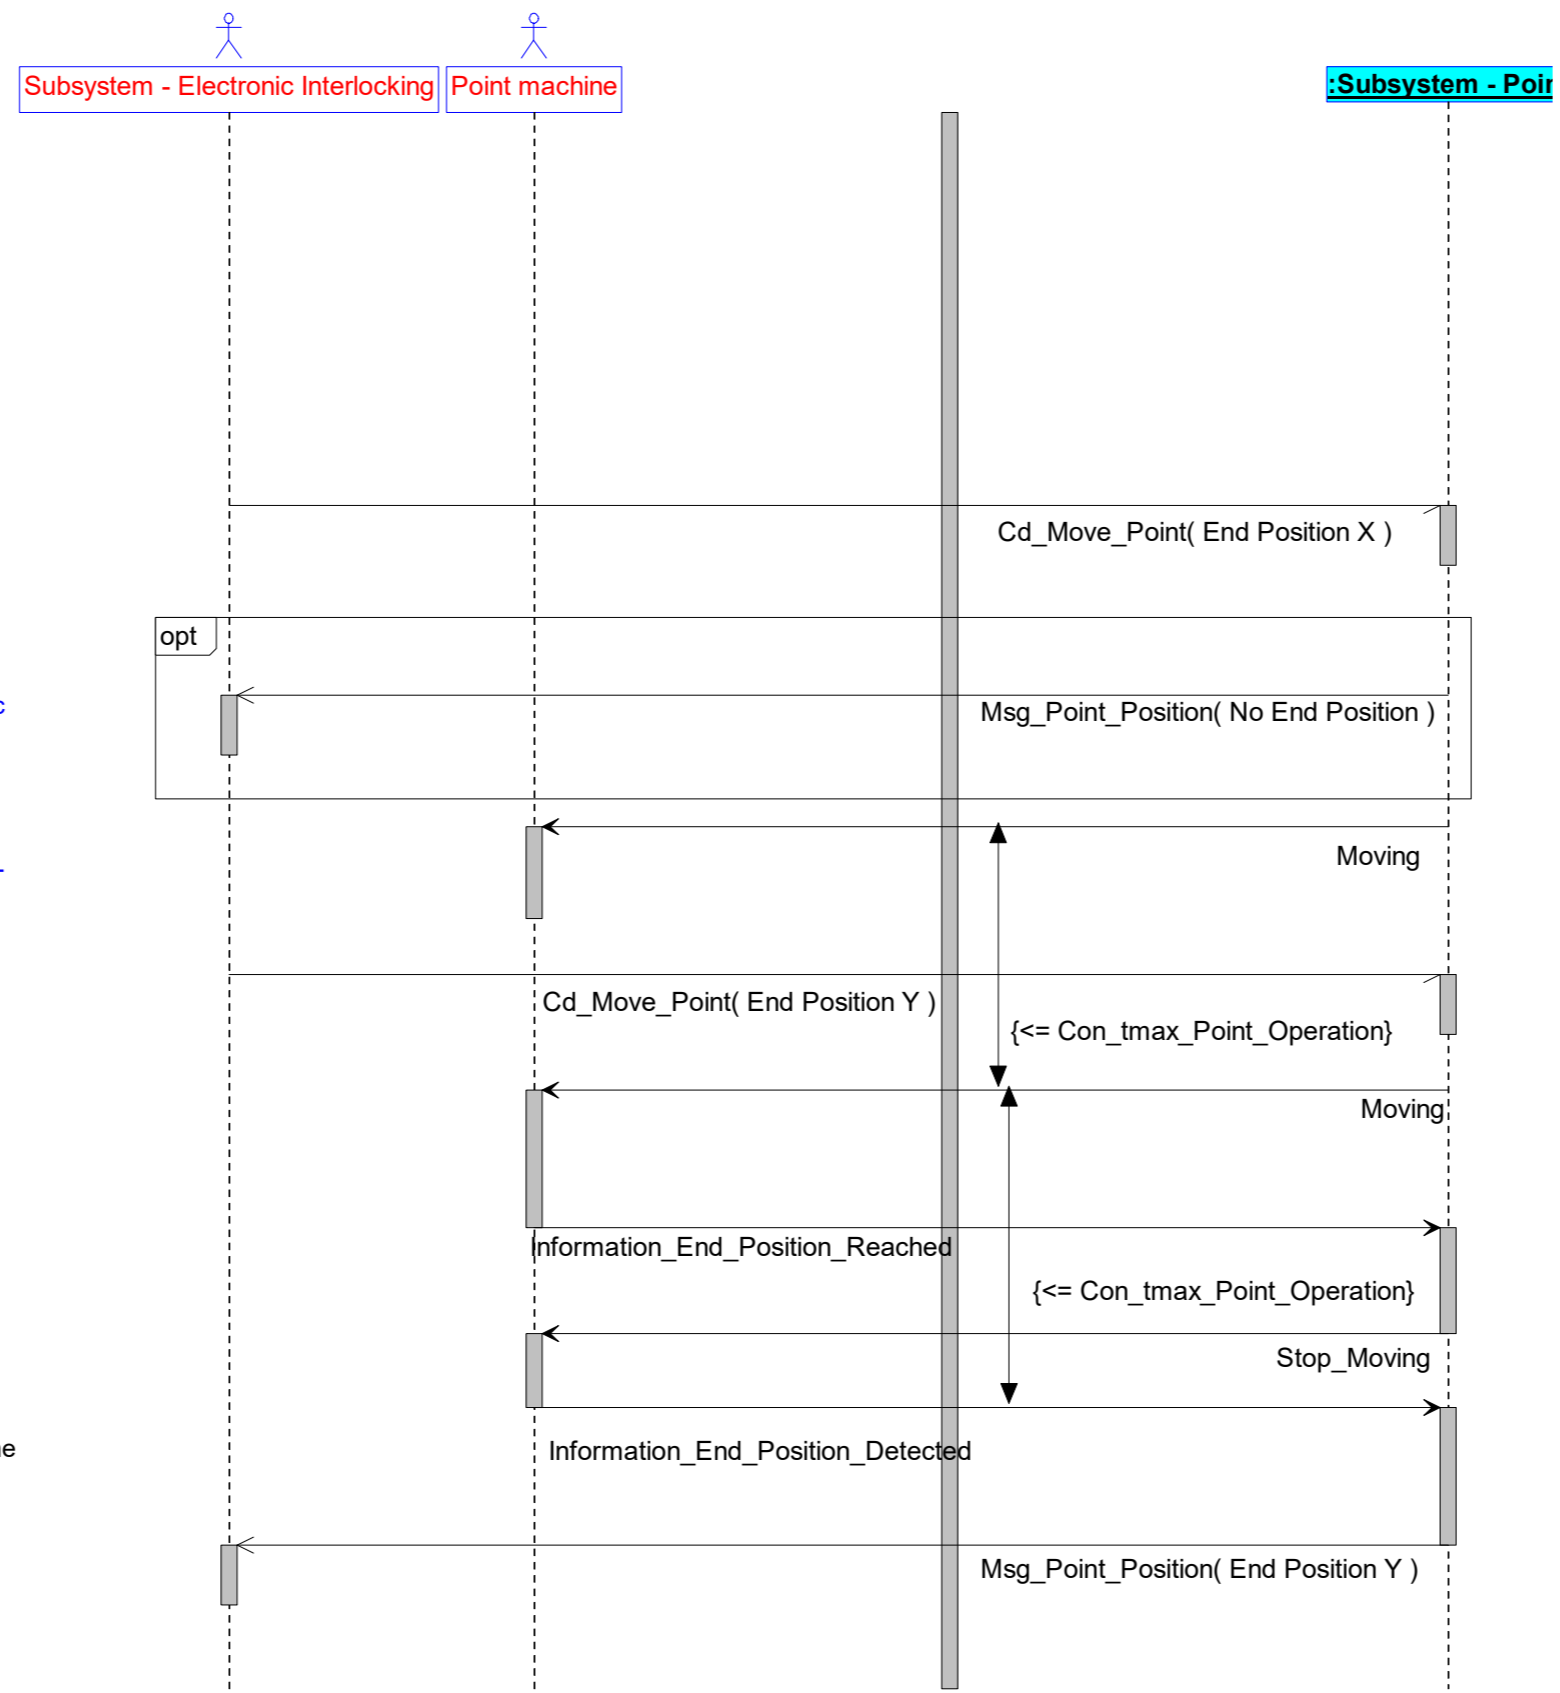 Subsystem - Electronic Interlocking
Point machine
:Subsystem - Poin
Cd_Move_Point( End Position X )
opt
Msg_Point_Position( No End Position )
Moving
Cd_Move_Point( End Position Y )
{<= Con_tmax_Point_Operation}
Moving
Information_End_Position_Reached
{<= Con_tmax_Point_Operation}
Stop_Moving
Information_End_Position_Detected
Msg_Point_Position( End Position Y )